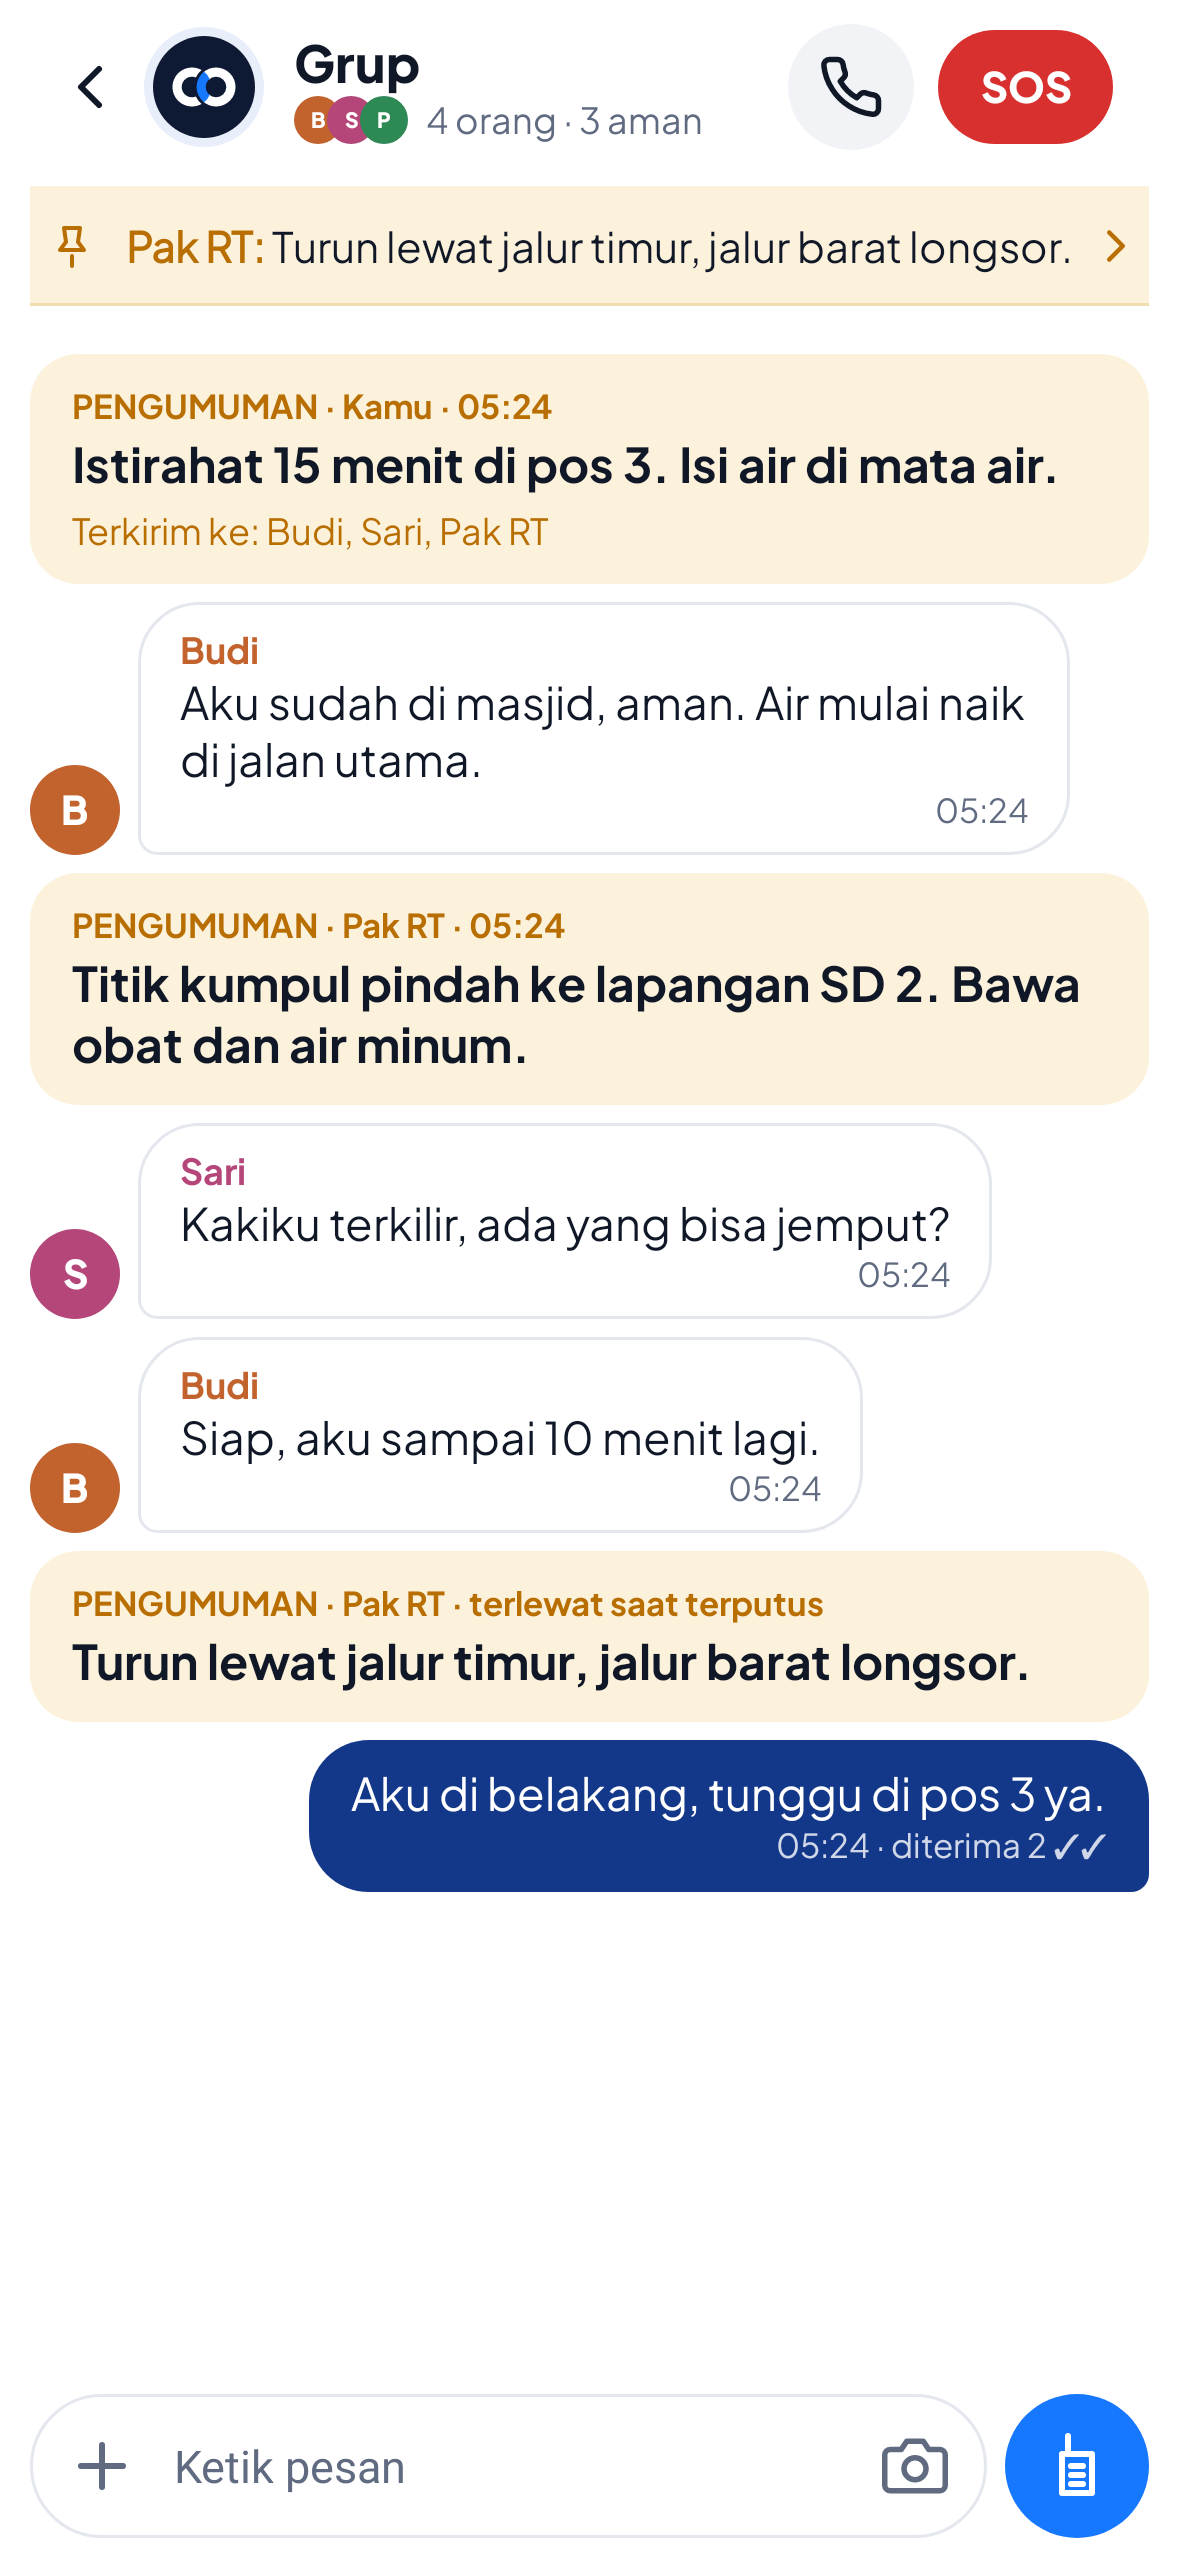 Grup
B S P 4 orang · 3 aman
SOS
Pak RT: Turun lewat jalur timur, jalur barat longsor.
PENGUMUMAN · Kamu · 05:24
Istirahat 15 menit di pos 3. Isi air di mata air.
Terkirim ke: Budi, Sari, Pak RT
Budi
Aku sudah di masjid, aman. Air mulai naik
di jalan utama.
05:24
B
PENGUMUMAN · Pak RT · 05:24
Titik kumpul pindah ke lapangan SD 2. Bawa
obat dan air minum.
Sari
Kakiku terkilir, ada yang bisa jemput?
05:24
S
Budi
Siap, aku sampai 10 menit lagi.
05:24
B
PENGUMUMAN · Pak RT · terlewat saat terputus
Turun lewat jalur timur, jalur barat longsor.
Aku di belakang, tunggu di pos 3 ya.
05:24 · diterima 2 ✓✓
Ketik pesan